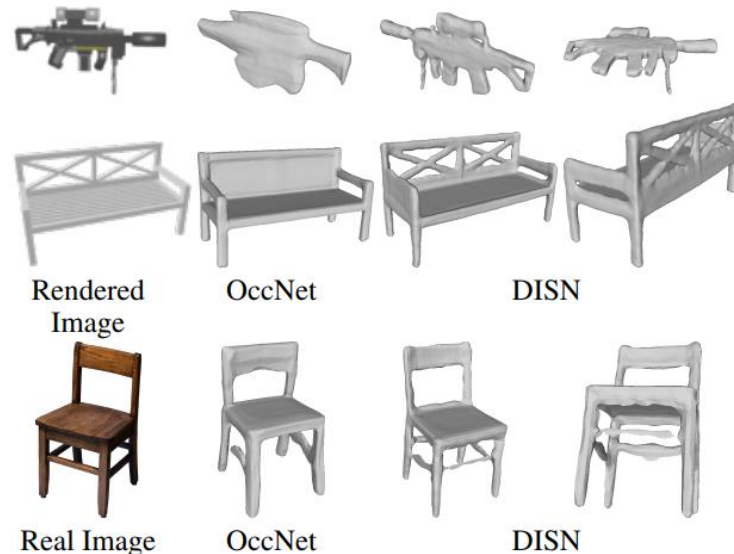 Rendered
Image
OccNet
DISN
Real Image
OccNet
DISN